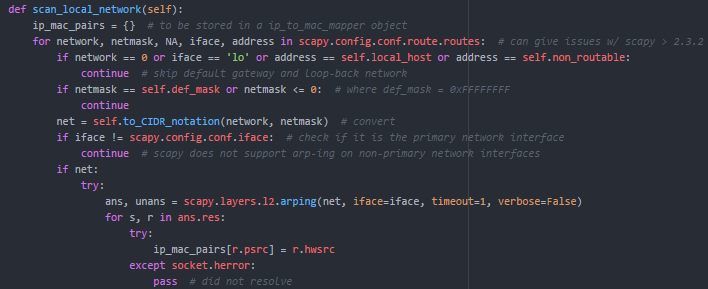 def scan_local_network(self):
    ip_mac_pairs = {}  # to be stored in a ip_to_mac_mapper object
    for network, netmask, NA, iface, address in scapy.config.conf.route.routes:  # can give issues w/ scapy > 2.3.2
        if network == 0 or iface == 'lo' or address == self.local_host or address == self.non_routable:
            continue  # skip default gateway and loop-back network
        if netmask == self.def_mask or netmask <= 0:  # where def_mask = 0xFFFFFFFF
            continue
        net = self.to_CIDR_notation(network, netmask)  # convert
        if iface != scapy.config.conf.iface:  # check if it is the primary network interface
            continue  # scapy does not support arp-ing on non-primary network interfaces
        if net:
            try:
                ans, unans = scapy.layers.l2.arping(net, iface=iface, timeout=1, verbose=False)
                for s, r in ans.res:
                    try:
                        ip_mac_pairs[r.psrc] = r.hwsrc
                    except socket.herror:
                        pass  # did not resolve